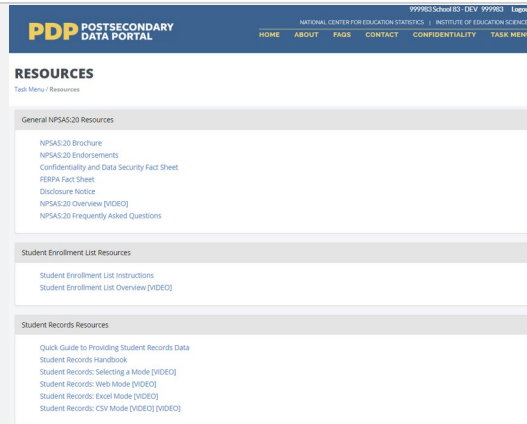 999983 School 83 - DEV 999983 Logou
NATIONAL CENTER FOR EDUCATION STATISTICS | INSTITUTE OF EDUCATION SCIENCE
PDP POSTSECONDARY DATA PORTAL
HOME ABOUT FAQS CONTACT CONFIDENTIALITY TASK MENU
RESOURCES
Task Menu / Resources
General NPSAS:20 Resources
NPSAS:20 Brochure
NPSAS:20 Endorsements
Confidentiality and Data Security Fact Sheet
FERPA Fact Sheet
Disclosure Notice
NPSAS:20 Overview [VIDEO]
NPSAS:20 Frequently Asked Questions
Student Enrollment List Resources
Student Enrollment List Instructions
Student Enrollment List Overview [VIDEO]
Student Records Resources
Quick Guide to Providing Student Records Data
Student Records Handbook
Student Records: Selecting a Mode [VIDEO]
Student Records: Web Mode [VIDEO]
Student Records: Excel Mode [VIDEO]
Student Records: CSV Mode [VIDEO] [VIDEO]